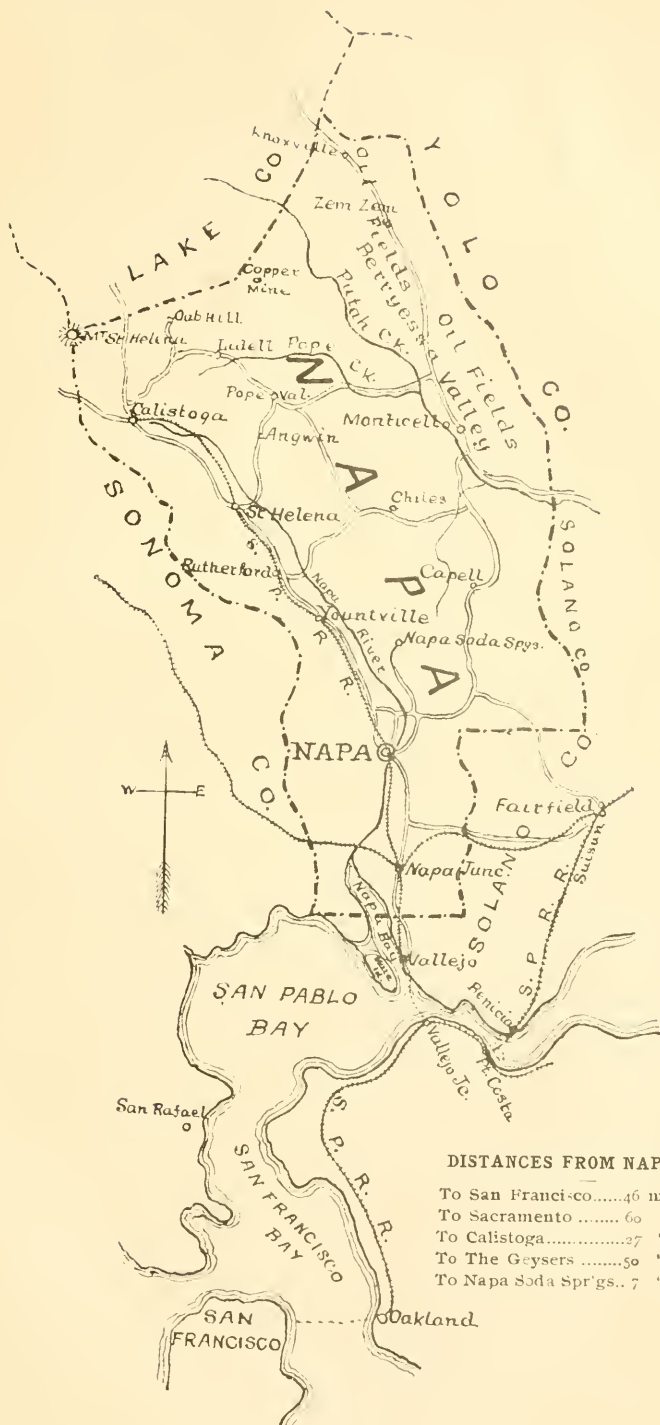 Knoxville
Oil Fields
YOLO CO.
LAKE CO
Zem Zem
Berryessa Valley
Putah Ck.
Oil Fields
Copper
Mine
Oab Hill.
Mt St Helena
Lidell
Pope Ck.
NAPA
Pope Val.
Calistoga
Monticello
Angwin
SONOMA CO.
Chiles
St Helena
SOLANO CO
S. P. R. R.
Rutherford
Napa River
Capell
Yountville
Napa Soda Spgs.
NAPA
W E
Fairfield
Suisun
SOLANO CO
Napa Junc.
S. P. R. R.
Napa Bay
Vallejo
Benicia
SAN PABLO
BAY
Vallejo Jc.
Pt. Costa
San Rafael
S. P. R. R.
SAN FRANCISCO
BAY
DISTANCES FROM NAP
To San Francisco......46 m
To Sacramento ........ 60
To Calistoga..............27 "
To The Geysers ........50 "
To Napa Soda Spr'gs.. 7 "
SAN
FRANCISCO
Oakland